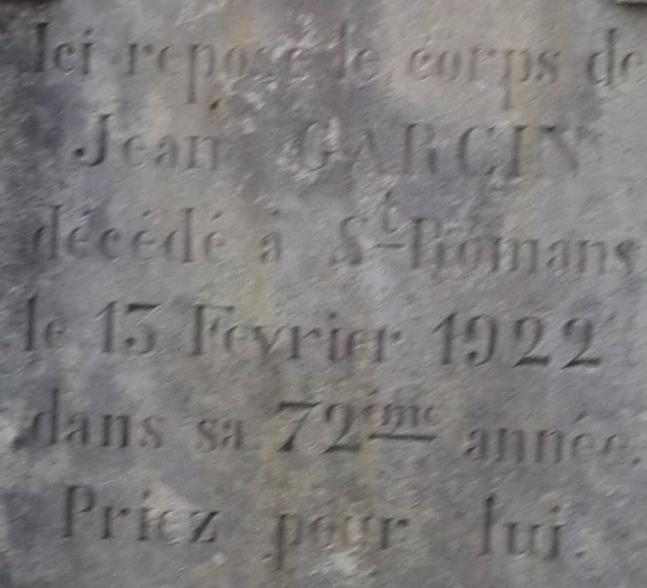 Ici repose le corps de
Jean GARCIN
décédé à St-Romans
le 13 Février 1922
dans sa 72ème année.
Priez pour lui.